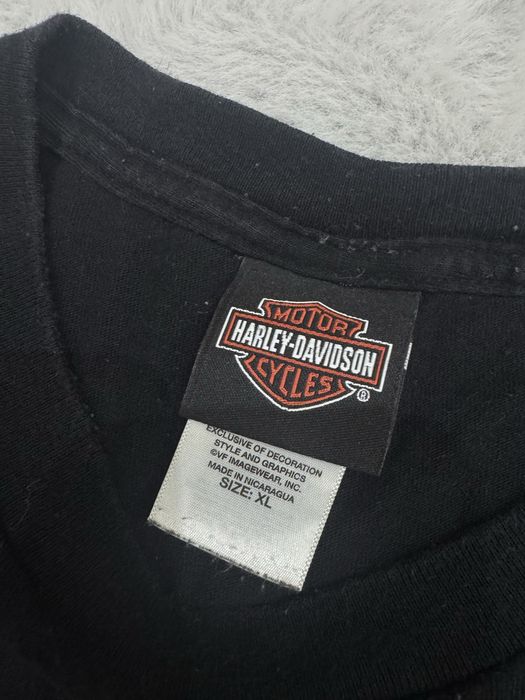 MOTOR
HARLEY-DAVIDSON
CYCLES
®
EXCLUSIVE OF DECORATION
STYLE AND GRAPHICS
©VF IMAGEWEAR, INC.
MADE IN NICARAGUA
SIZE: XL